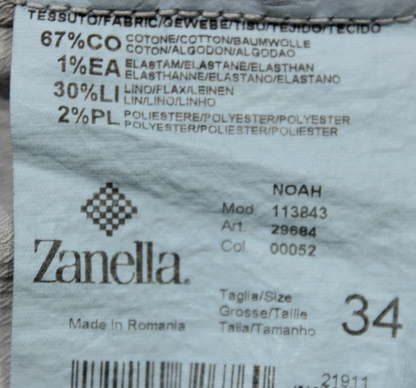 TESSUTO/FABRIC/GEWEBE/TISU/TEJIDO/TECIDO
67%CO COTONE/COTTON/BAUMWOLLE
COTON/ALGODON/ALGODAO
1%EA ELASTAM/ELASTANE/ELASTHAN
ELASTHANNE/ELASTANO/ELASTANO
30%LI LINO/FLAX/LEINEN
LIN/LINO/LINHO
2%PL POLIESTERE/POLYESTER/POLYESTER
POLYESTER/POLYESTER/POLIESTER
NOAH
Mod. 113843
Art. 29684
Col. 00052
Zanella.
Taglia/Size
Grosse/Taille
Talla/Tamanho
34
Made in Romania
21911